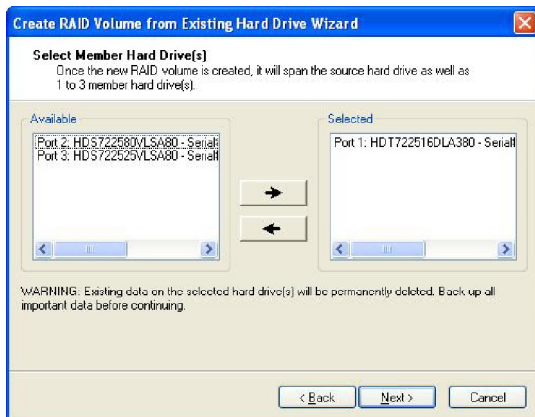 Create RAID Volume from Existing Hard Drive Wizard
Select Member Hard Drive(s)
Once the new RAID volume is created, it will span the source hard drive as well as
1 to 3 member hard drive(s).
Available
Port 2: HDS722580VLSA80 - Serial#
Port 3: HDS722525VLSA80 - Serial#
Selected
Port 1: HDT722516DLA380 - Serial#
WARNING: Existing data on the selected hard drive(s) will be permanently deleted. Back up all
important data before continuing.
< Back
Next >
Cancel